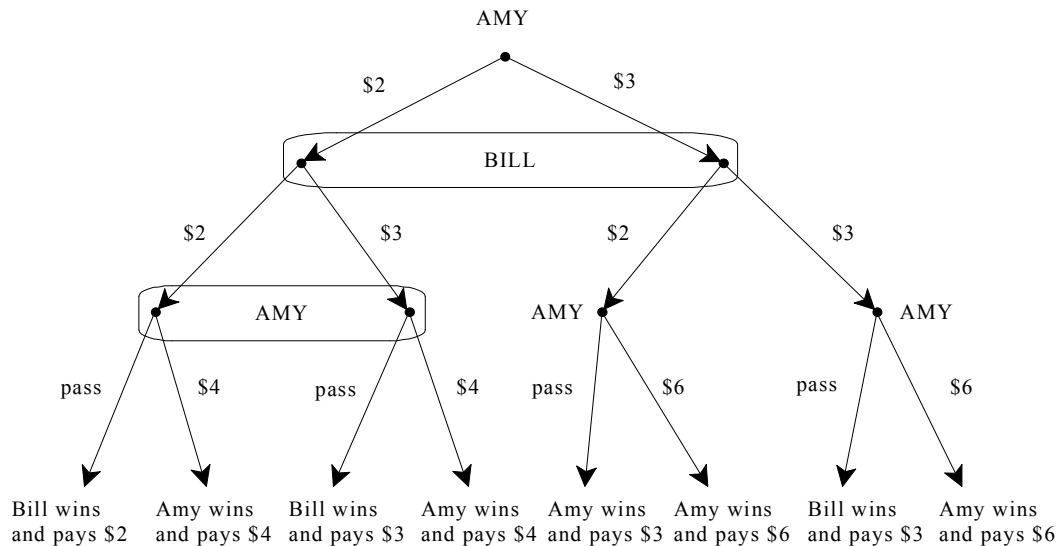 AMY
$2
$3
BILL
$2
$3
$2
$3
AMY
AMY
AMY
pass
$4
pass
$4
pass
$6
pass
$6
Bill wins
and pays $2
Amy wins
and pays $4
Bill wins
and pays $3
Amy wins
and pays $4
Amy wins
and pays $3
Amy wins
and pays $6
Bill wins
and pays $3
Amy wins
and pays $6